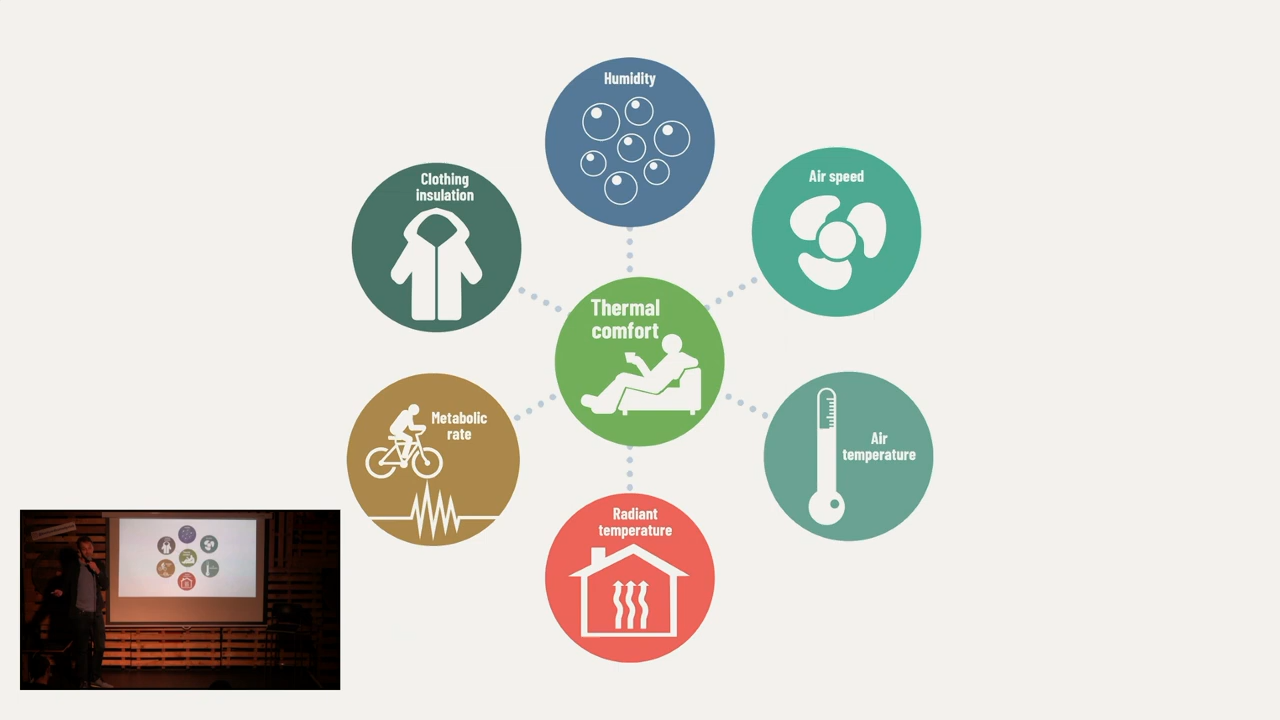 Humidity
Clothing
insulation
Air speed
Thermal
comfort
Metabolic
rate
Air
temperature
Radiant
temperature